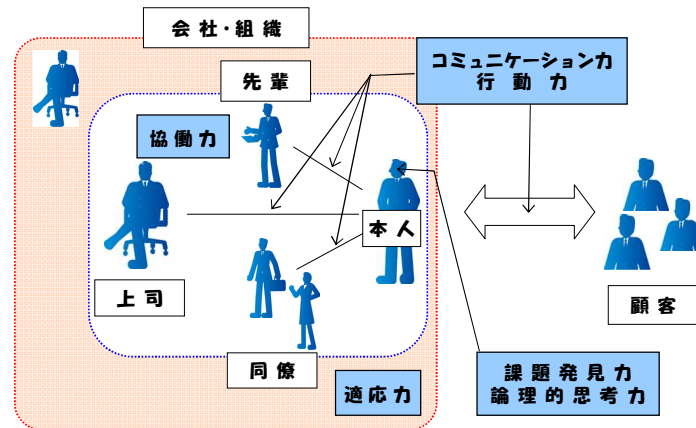 会社・組織
コミュニケーション力
行動力
先輩
協働力
本人
上司
顧客
同僚
課題発見力
論理的思考力
適応力